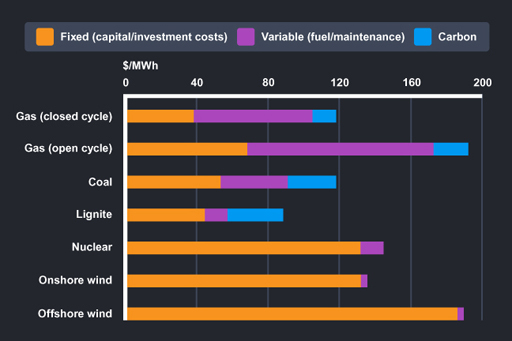 Fixed (capital/investment costs) Variable (fuel/maintenance) Carbon
$/MWh
0 40 80 120 160 200
Gas (closed cycle)
Gas (open cycle)
Coal
Lignite
Nuclear
Onshore wind
Offshore wind